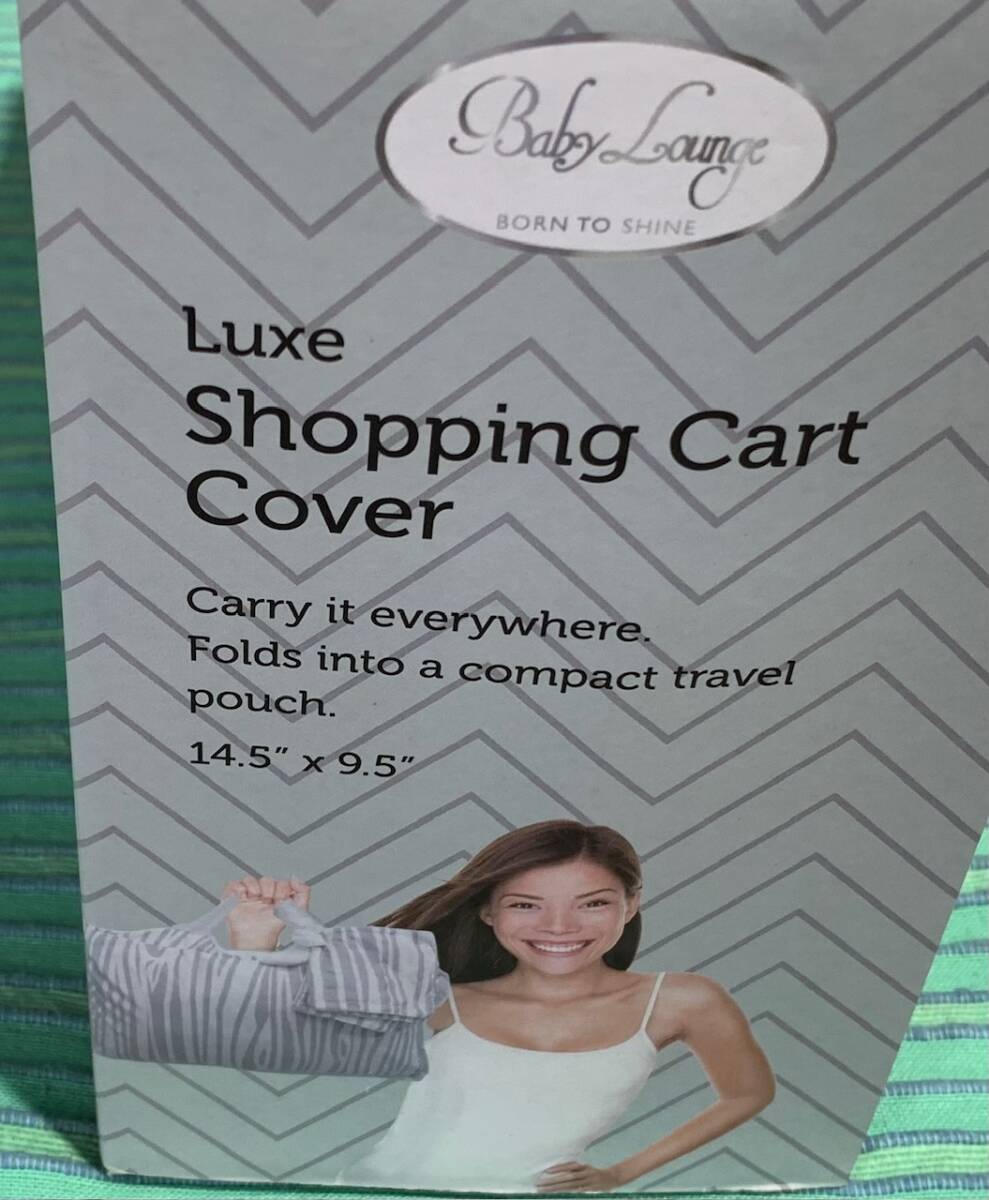 Baby Lounge
BORN TO SHINE
Luxe
Shopping Cart
Cover
Carry it everywhere.
Folds into a compact travel
pouch.
14.5” x 9.5”